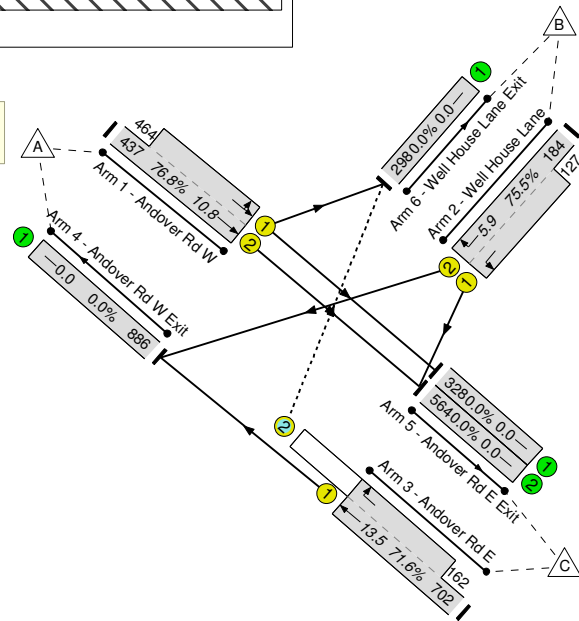 B
1
298 0.0% 0.0
Arm 6 - Well House Lane Exit
Arm 2 - Well House Lane
184
127
5.9 75.5%
2
1
A
464
437 76.8% 10.8
1
2
Arm 1 - Andover Rd W
1
Arm 4 - Andover Rd W Exit
0.0 0.0% 886
328 0.0% 0.0
564 0.0% 0.0
1
2
Arm 5 - Andover Rd E Exit
2
1
Arm 3 - Andover Rd E
162
13.5 71.6% 702
C